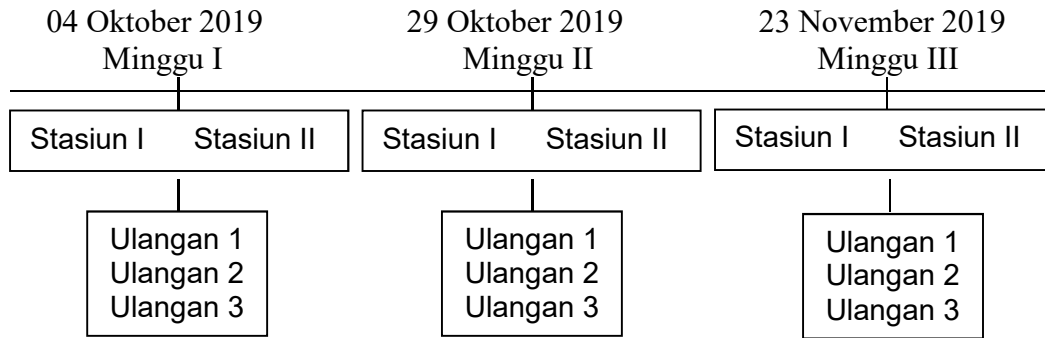 04 Oktober 2019
Minggu I
29 Oktober 2019
Minggu II
23 November 2019
Minggu III
Stasiun I Stasiun II
Stasiun I Stasiun II
Stasiun I Stasiun II
Ulangan 1
Ulangan 2
Ulangan 3
Ulangan 1
Ulangan 2
Ulangan 3
Ulangan 1
Ulangan 2
Ulangan 3